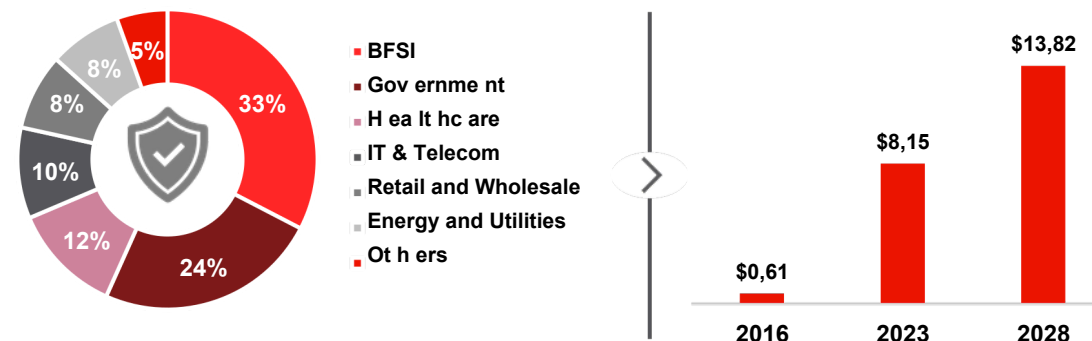 33%
24%
12%
10%
8%
8%
5%
BFSI
Gov ernme nt
H ea lt hc are
IT & Telecom
Retail and Wholesale
Energy and Utilities
Ot h ers
$0,61
$8,15
$13,82
2016
2023
2028